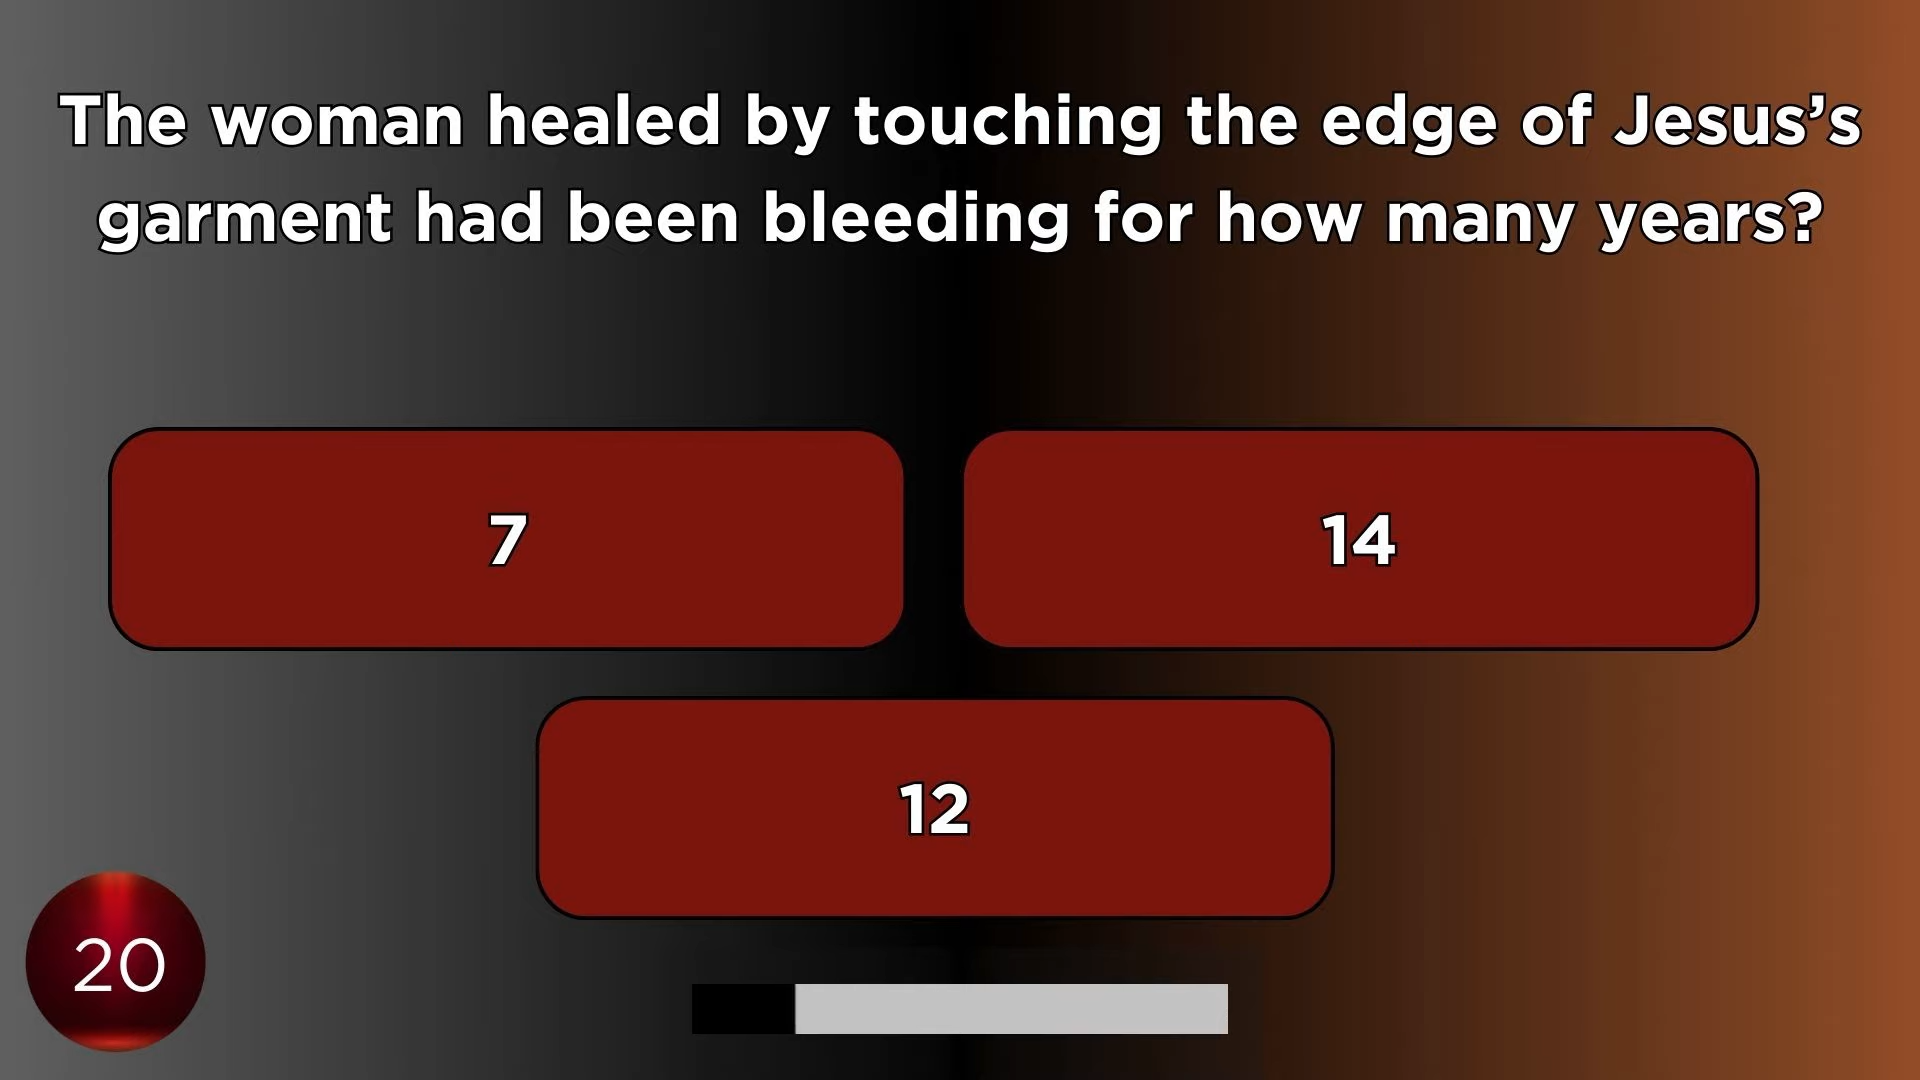 The woman healed by touching the edge of Jesus’s
garment had been bleeding for how many years?
7
14
12
20